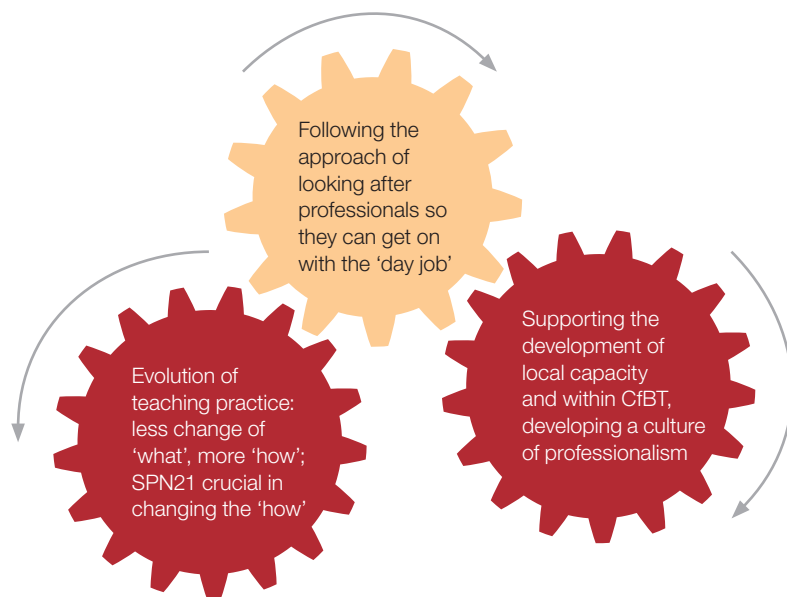 Following the
approach of
looking after
professionals so
they can get on
with the ‘day job’
Evolution of
teaching practice:
less change of
‘what’, more ‘how’;
SPN21 crucial in
changing the ‘how’
Supporting the
development of
local capacity
and within CfBT,
developing a culture
of professionalism